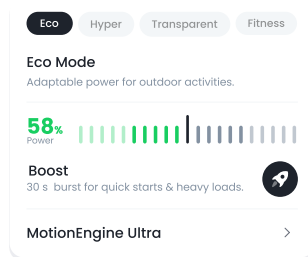 Eco Hyper Transparent Fitness
Eco Mode
Adaptable power for outdoor activities.
58%
Power
Boost
30 s burst for quick starts & heavy loads.
MotionEngine Ultra